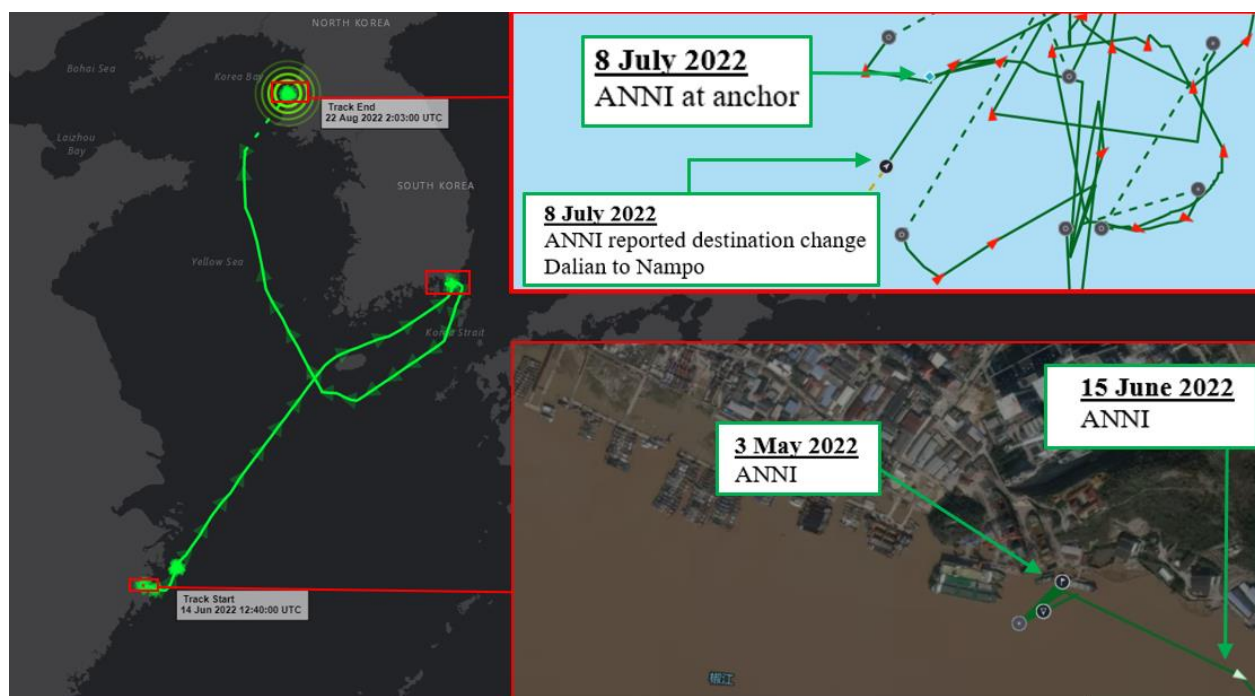 NORTH KOREA
Bohai Sea
Korea Bay
Track End
22 Aug 2022 2:03:00 UTC
Laizhou
Bay
SOUTH KOREA
Yellow Sea
Korea Strait
Track Start
14 Jun 2022 12:40:00 UTC
8 July 2022
ANNI at anchor
8 July 2022
ANNI reported destination change
Dalian to Nampo
15 June 2022
ANNI
3 May 2022
ANNI
椒江